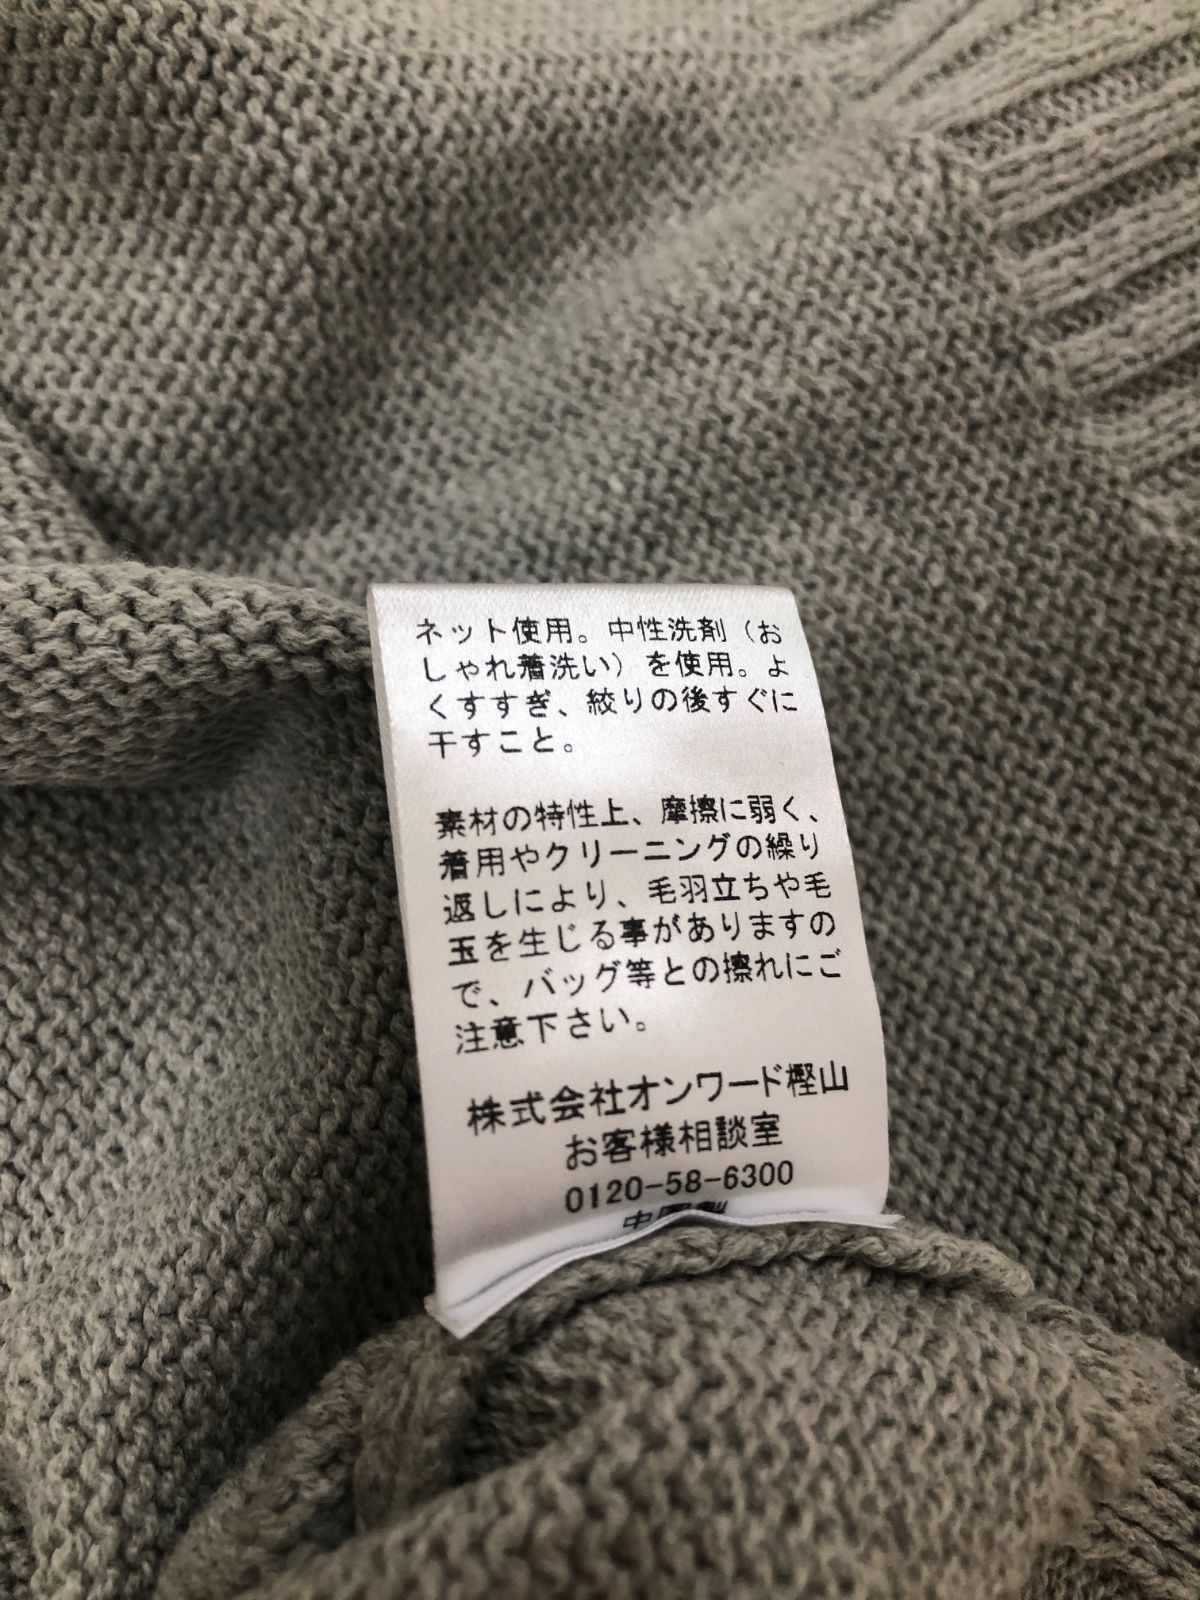 ネット使用。中性洗剤（お
しゃれ着洗い）を使用。よ
くすすぎ、絞りの後すぐに
干すこと。
素材の特性上、摩擦に弱く、
着用やクリーニングの繰り
返しにより、毛羽立ちや毛
玉を生じる事がありますの
で、バッグ等との擦れにご
注意下さい。
株式会社オンワード樫山
お客様相談室
0120-58-6300
中国製